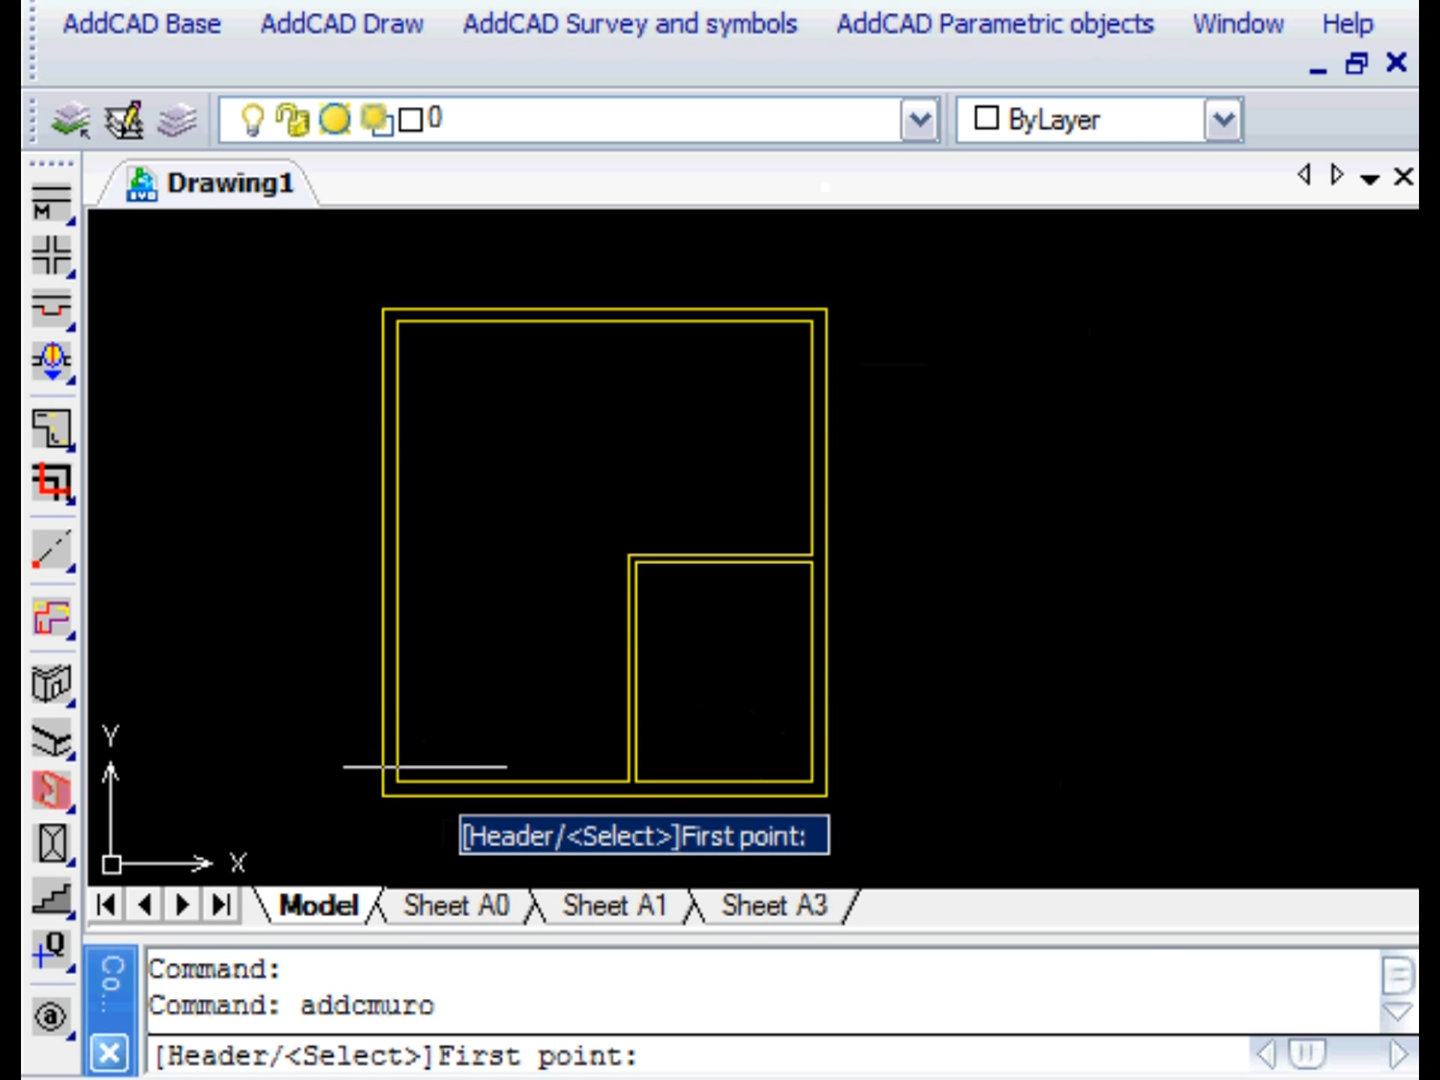 AddCAD Base AddCAD Draw AddCAD Survey and symbols AddCAD Parametric objects Window Help
0 ByLayer
Drawing1
M
Y
[Header/<Select>]First point:
X
Model Sheet A0 Sheet A1 Sheet A3
Q
Co...
Command:
Command: addcmuro
@
[Header/<Select>]First point: